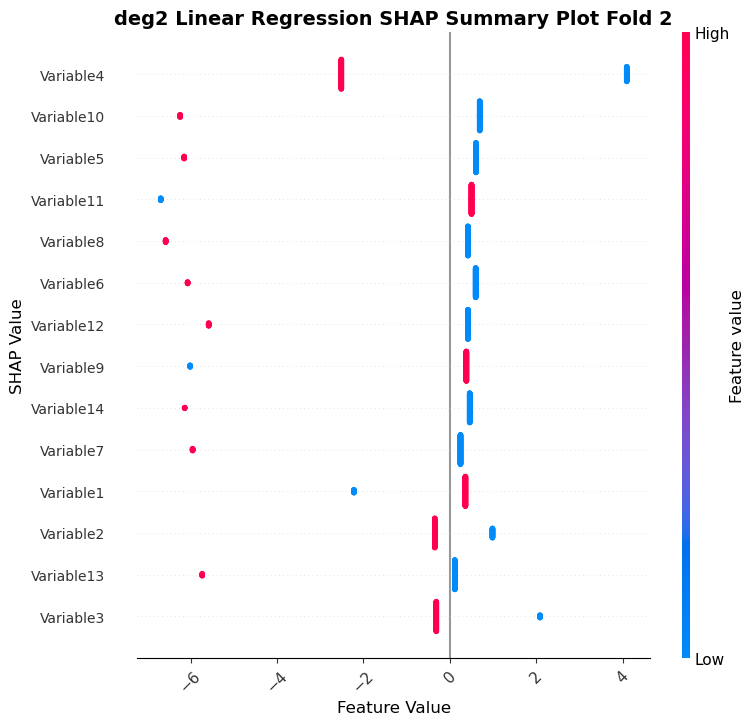 deg2 Linear Regression SHAP Summary Plot Fold 2
High
Variable4
Variable10
Variable5
Variable11
Variable8
Variable6
Variable12
Variable9
Variable14
Variable7
Variable1
Variable2
Variable13
Variable3
SHAP Value
Feature value
Low
−6
−4
−2
0
2
4
Feature Value